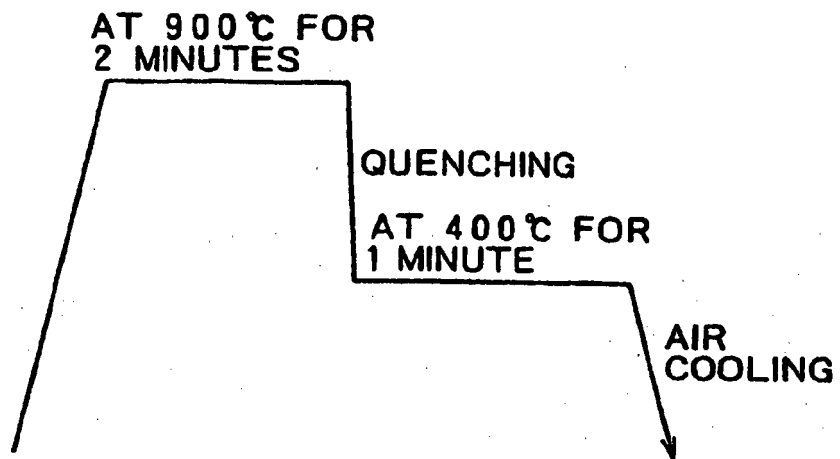 AT 900℃ FOR
2 MINUTES
QUENCHING
AT 400℃ FOR
1 MINUTE
AIR
COOLING